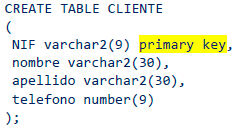 CREATE TABLE CLIENTE
(
NIF varchar2(9) primary key,
nombre varchar2(30),
apellido varchar2(30),
telefono number(9)
);